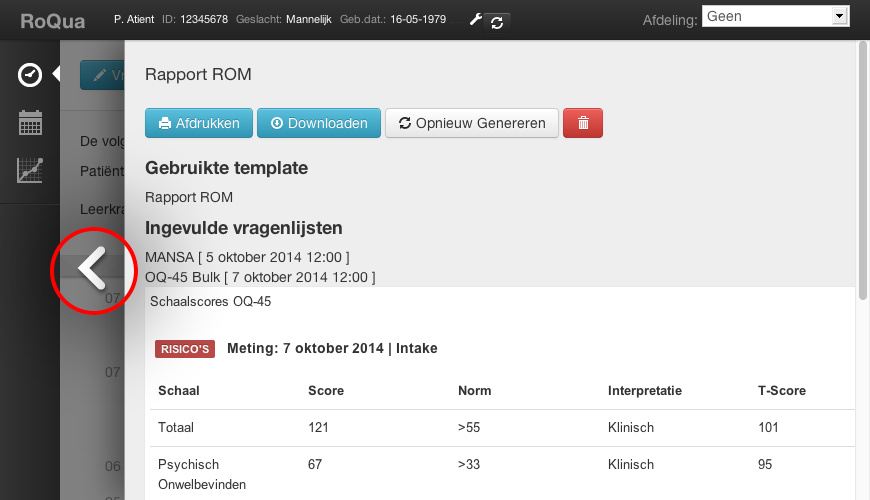 RoQua P. Atient ID: 12345678 Geslacht: Mannelijk Geb.dat.: 16-05-1979 Afdeling: Geen
Rapport ROM
Afdrukken Downloaden Opnieuw Genereren
De volg
Patiënt
Leerkra
07
07
06
Gebruikte template
Rapport ROM
Ingevulde vragenlijsten
MANSA [ 5 oktober 2014 12:00 ]
OQ-45 Bulk [ 7 oktober 2014 12:00 ]
Schaalscores OQ-45
RISICO'S Meting: 7 oktober 2014 | Intake
Schaal Score Norm Interpretatie T-Score
Totaal 121 >55 Klinisch 101
Psychisch 67 >33 Klinisch 95
Onwelbevinden